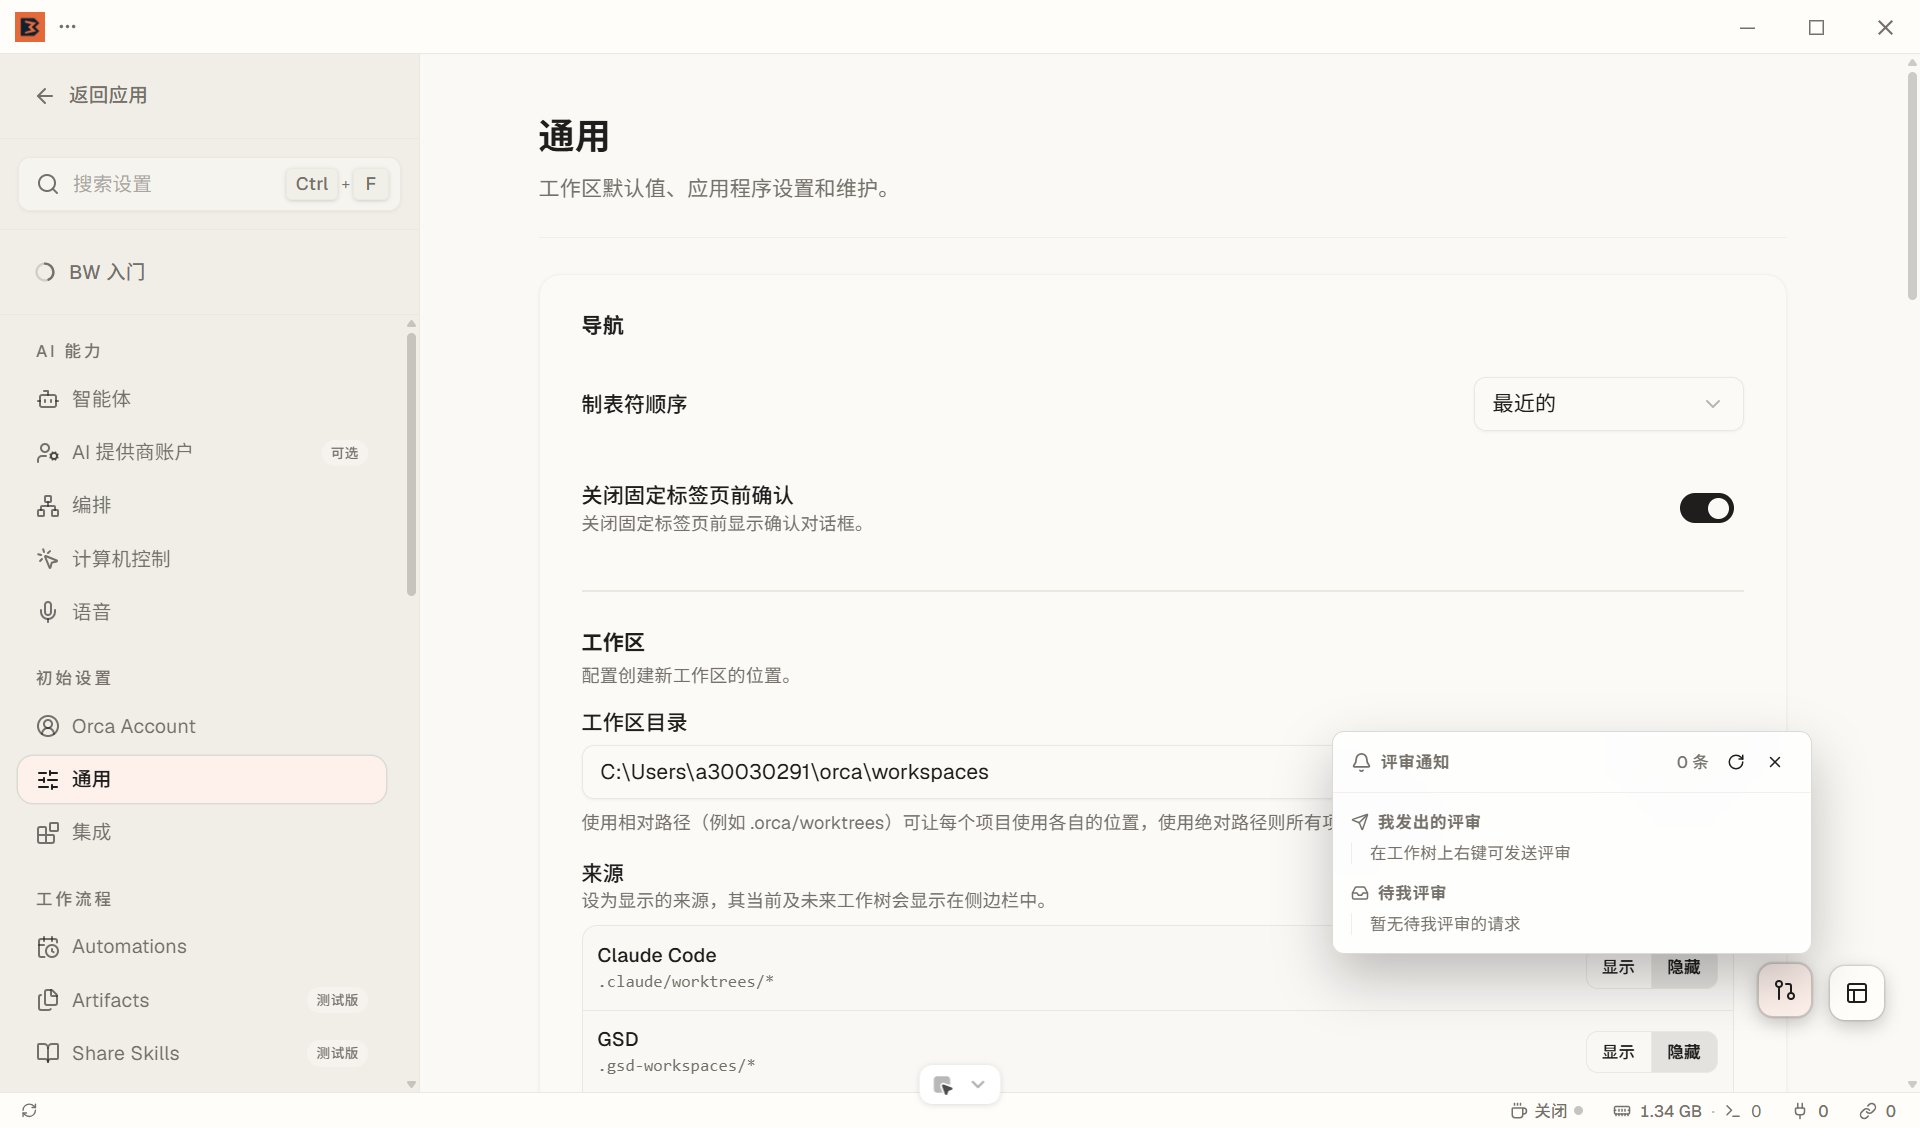 返回应用
搜索设置
Ctrl + F
BW 入门
AI 能力
智能体
AI 提供商账户
可选
编排
计算机控制
语音
初始设置
Orca Account
通用
集成
工作流程
Automations
Artifacts
测试版
Share Skills
测试版
通用
工作区默认值、应用程序设置和维护。
导航
制表符顺序
最近的
关闭固定标签页前确认
关闭固定标签页前显示确认对话框。
工作区
配置创建新工作区的位置。
工作区目录
C:\Users\a30030291\orca\workspaces
使用相对路径（例如 .orca/worktrees）可让每个项目使用各自的位置，使用绝对路径则所有项
来源
设为显示的来源，其当前及未来工作树会显示在侧边栏中。
Claude Code
.claude/worktrees/*
显示
隐藏
GSD
.gsd-workspaces/*
显示
隐藏
评审通知
0 条
我发出的评审
在工作树上右键可发送评审
待我评审
暂无待我评审的请求
关闭
1.34 GB · 0
0
0